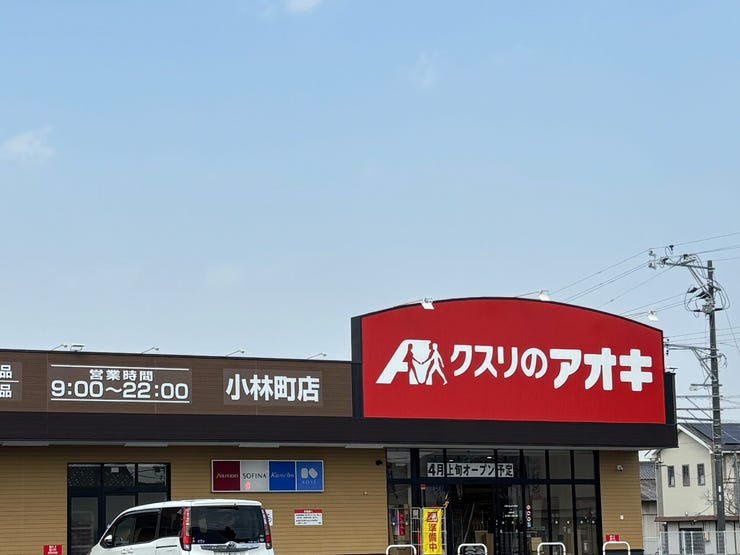 クスリのアオキ
品
品
営業時間
9:00〜22:00
小林町店
SHISEIDO
SOFINA
Kanebo
KOSÉ
4月上旬オープン予定
準備中